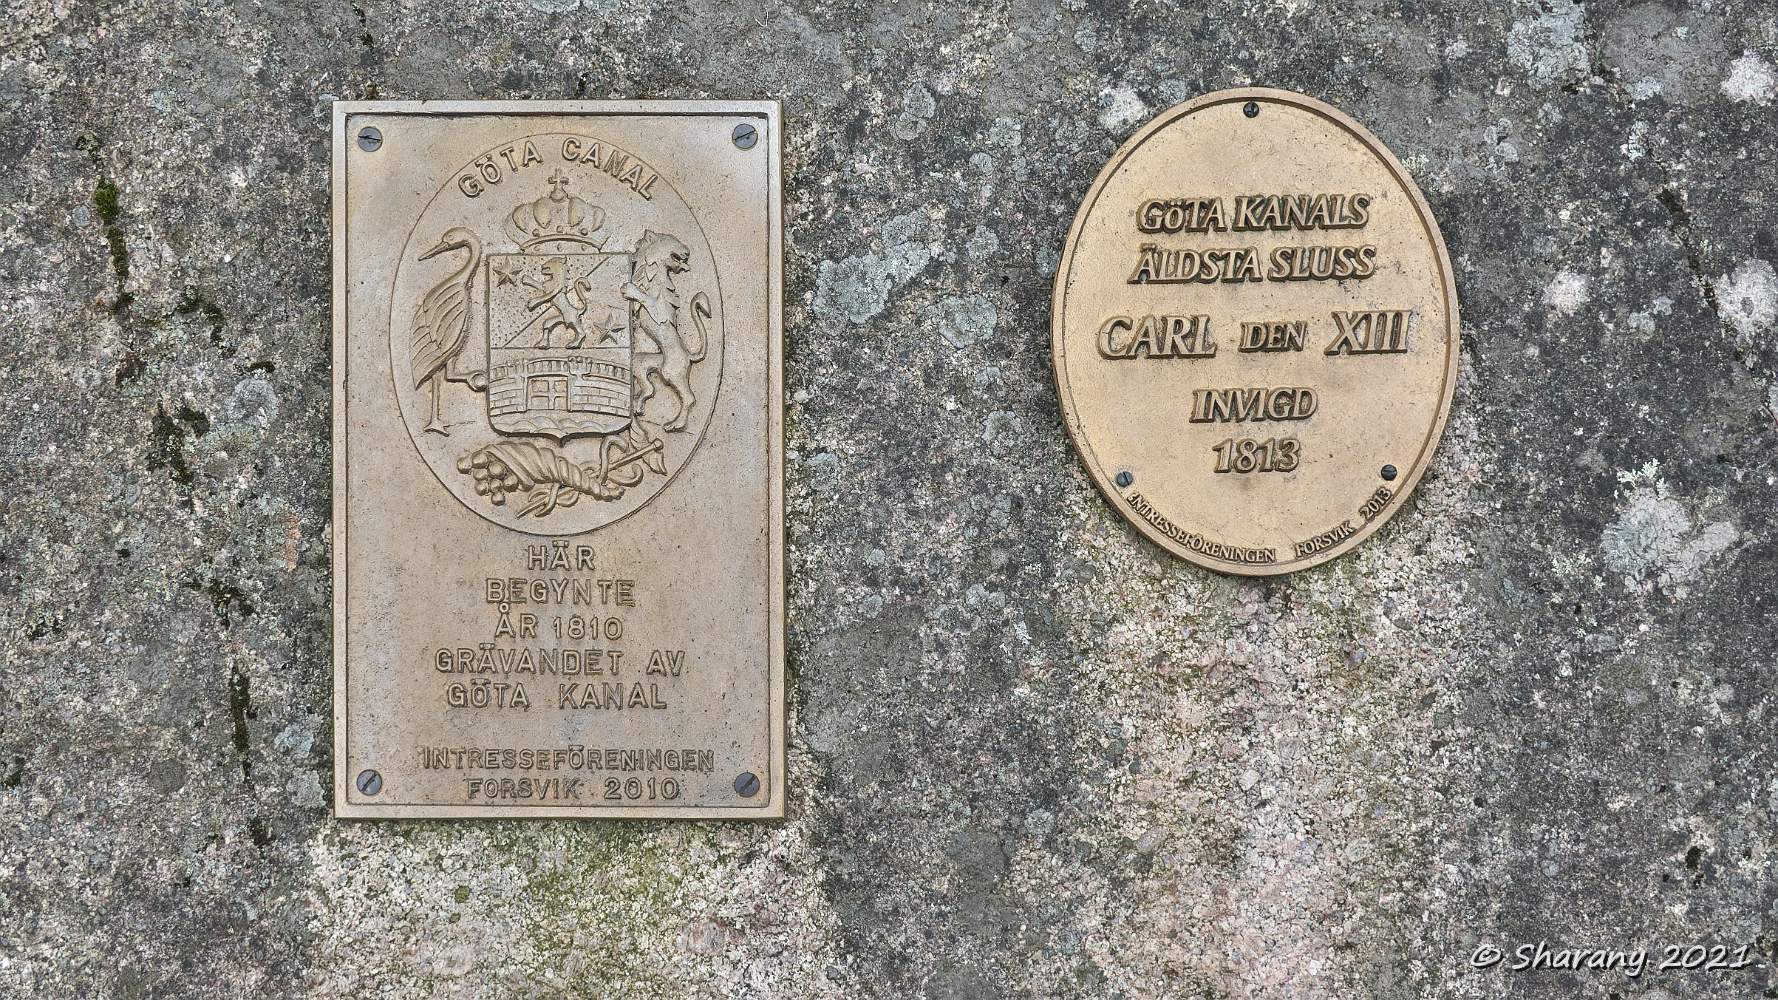 GÖTA CANAL
HÄR
BEGYNTE
ÅR 1810
GRÄVANDET AV
GÖTA KANAL
INTRESSEFÖRENINGEN
FORSVIK 2010
GÖTA KANALS
ÄLDSTA SLUSS
CARL DEN XIII
INVIGD
1813
INTRESSEFÖRENINGEN FORSVIK 2013
© Sharany 2021